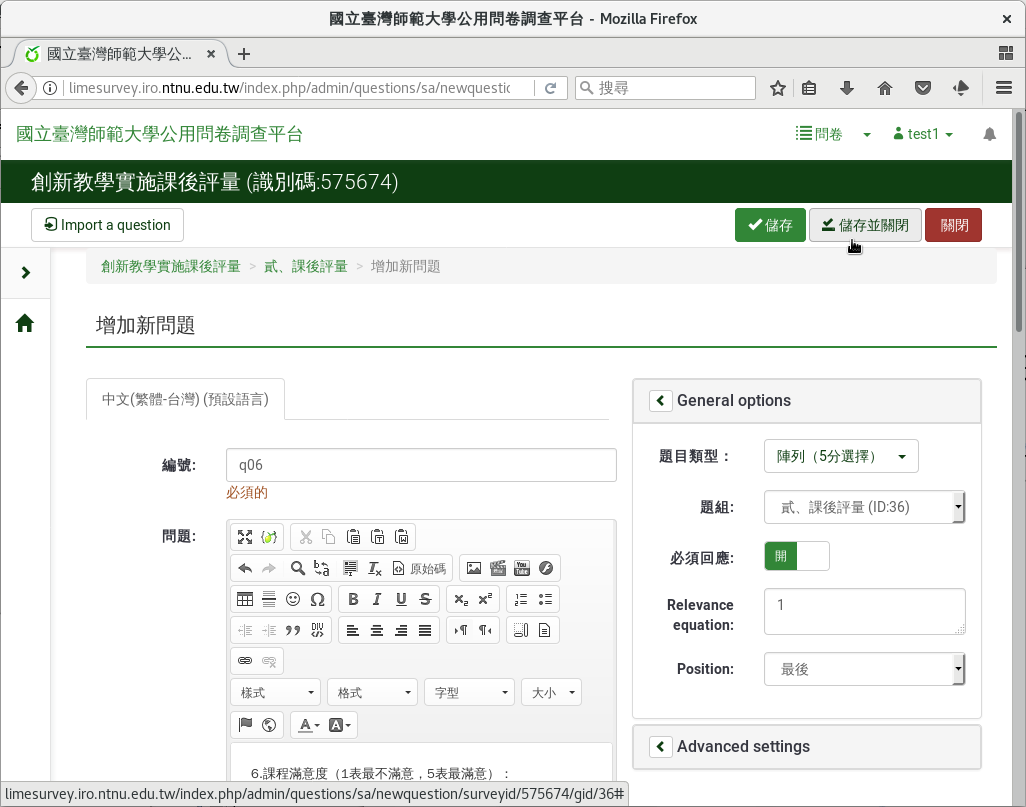 國立臺灣師範大學公用問卷調查平台 - Mozilla Firefox
國立臺灣師範大學公...
limesurvey.iro.ntnu.edu.tw/index.php/admin/questions/sa/newquestic
搜尋
國立臺灣師範大學公用問卷調查平台
問卷
test1
創新教學實施課後評量 (識別碼:575674)
Import a question
儲存
儲存並關閉
關閉
創新教學實施課後評量 > 貳、課後評量 > 增加新問題
增加新問題
中文(繁體-台灣) (預設語言)
編號:
q06
必須的
問題:
原始碼
You Tube
B I U S
DIV
樣式
格式
字型
大小
A A
6.課程滿意度（1表最不滿意，5表最滿意）：
General options
題目類型：
陣列（5分選擇）
題組:
貳、課後評量 (ID:36)
必須回應:
開
Relevance
equation:
1
Position:
最後
Advanced settings
limesurvey.iro.ntnu.edu.tw/index.php/admin/questions/sa/newquestion/surveyid/575674/gid/36#